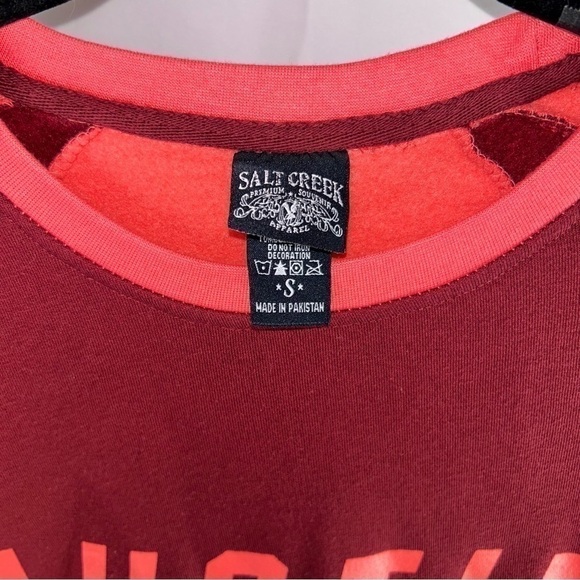 SALT CREEK
PREMIUM SOUVENIR
APPAREL
DO NOT IRON
DECORATION
S
MADE IN PAKISTAN